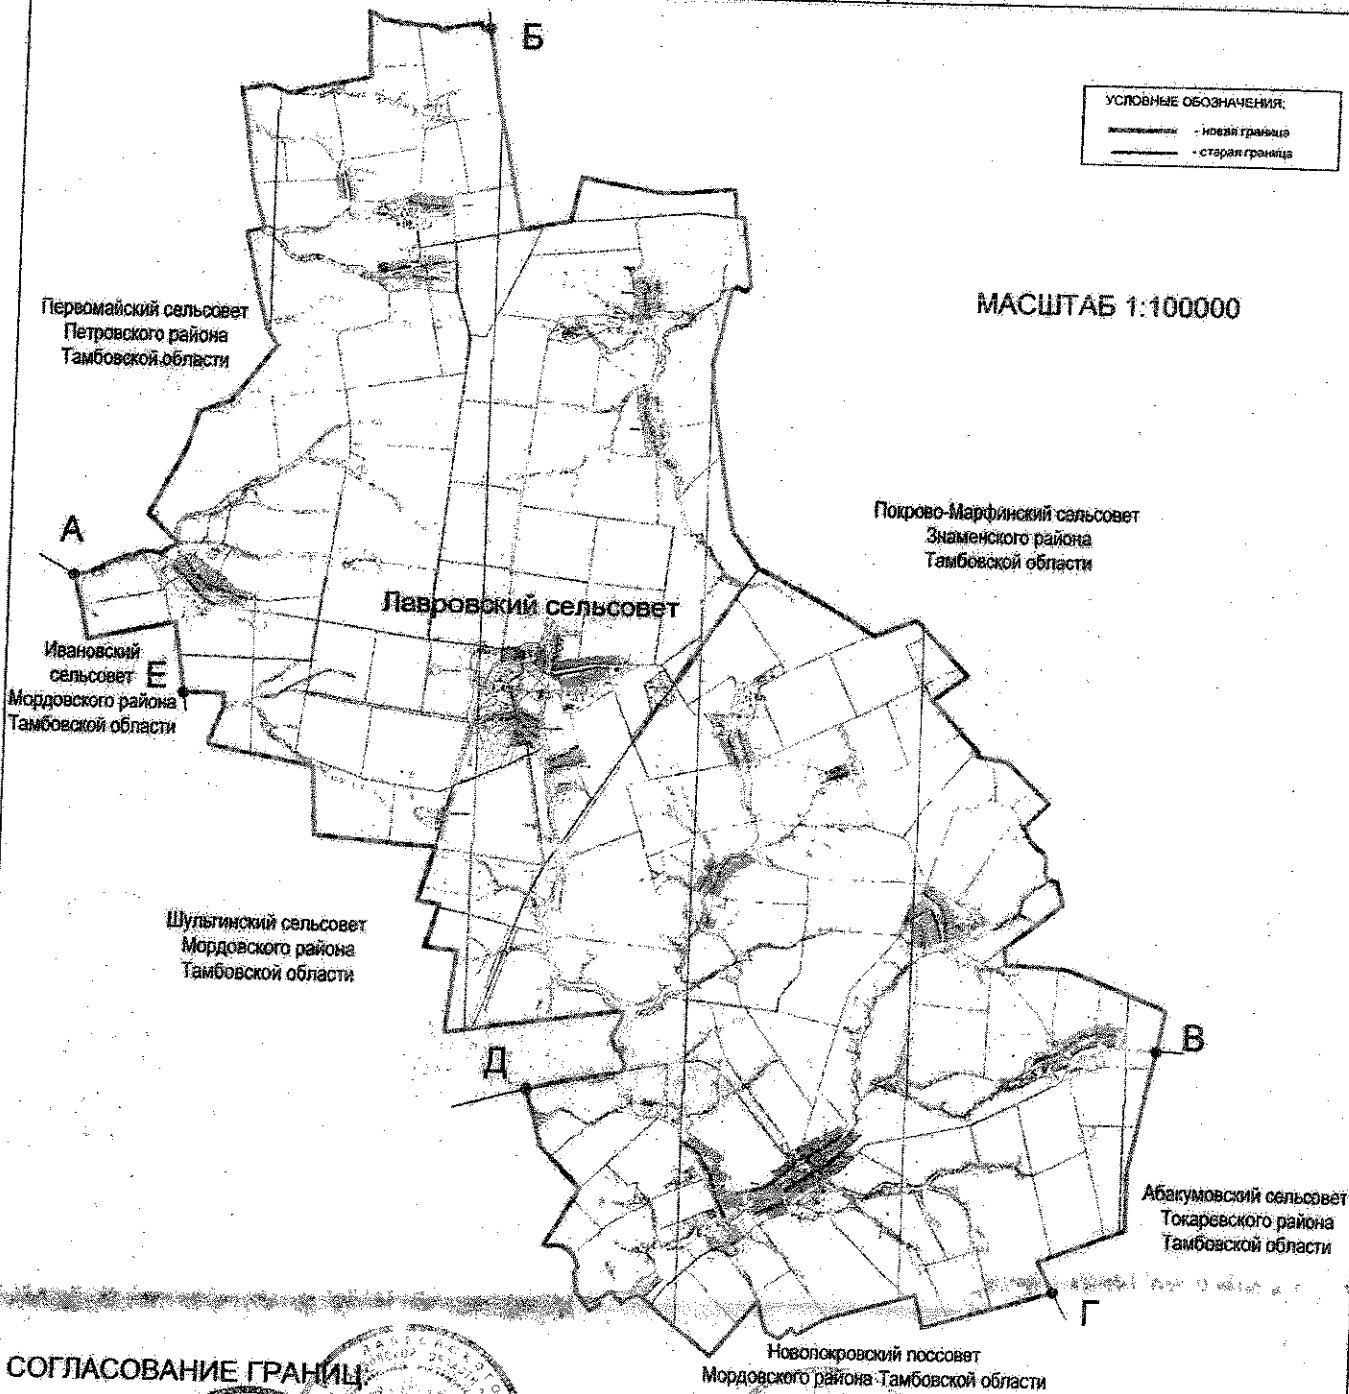 Б
УСЛОВНЫЕ ОБОЗНАЧЕНИЯ:
- новая граница
- старая граница
МАСШТАБ 1:100000
Первомайский сельсовет
Петровского района
Тамбовской области
А
Покрово-Марфинский сельсовет
Знаменского района
Тамбовской области
Лавровский сельсовет
Ивановский
сельсовет
Е
Мордовского района
Тамбовской области
Шульгинский сельсовет
Мордовского района
Тамбовской области
Д
В
Абакумовский сельсовет
Токаревского района
Тамбовской области
Г
Новопокровский поссовет
Мордовского района Тамбовской области
СОГЛАСОВАНИЕ ГРАНИЦ: